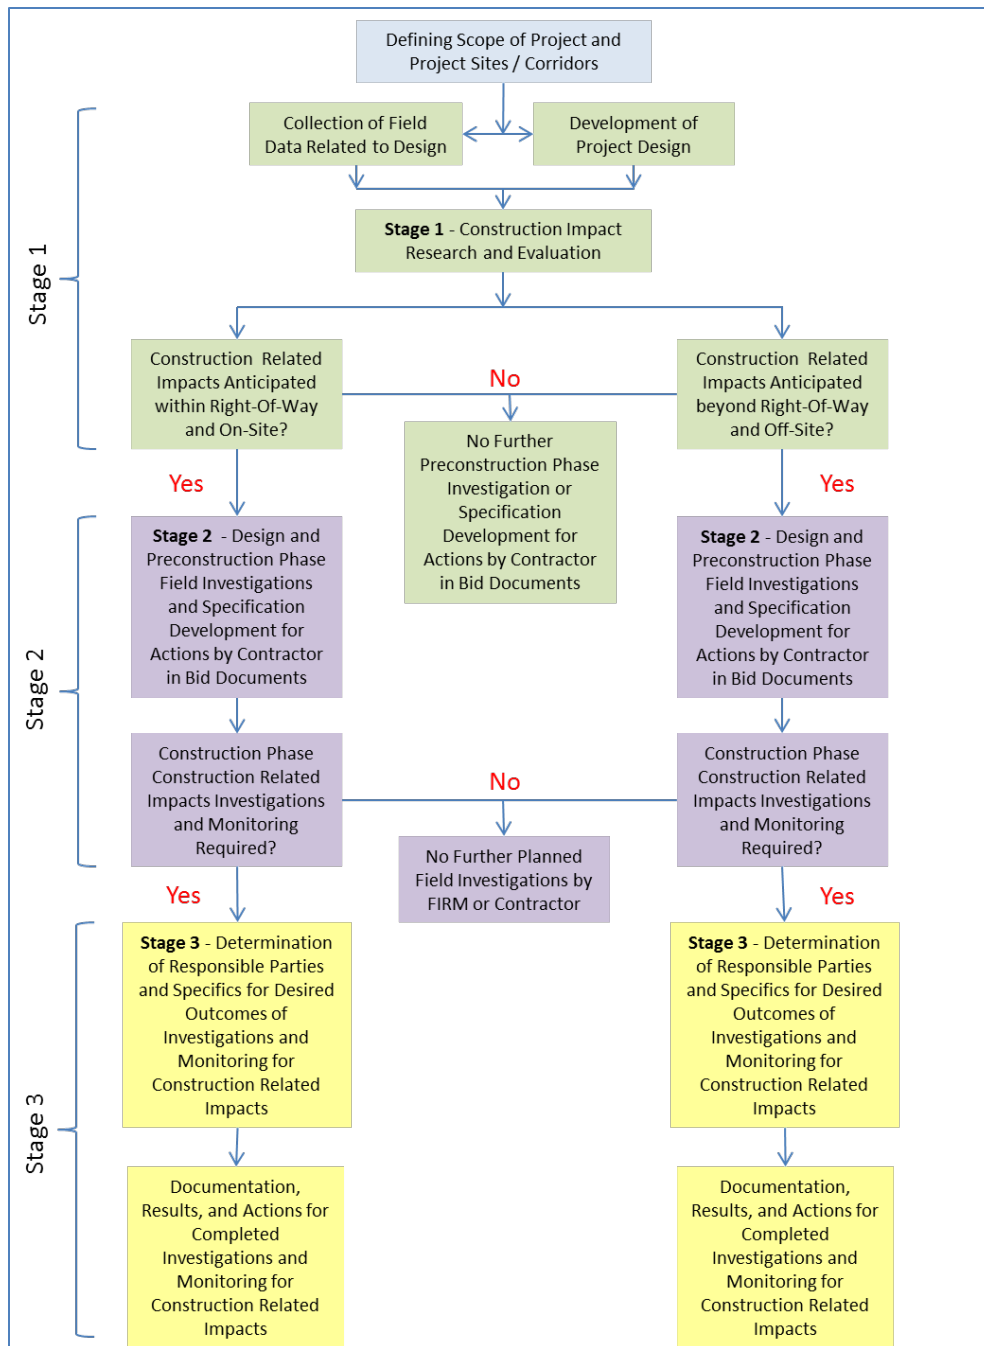 Defining Scope of Project and
Project Sites / Corridors
Collection of Field
Data Related to Design
Development of
Project Design
Stage 1 - Construction Impact
Research and Evaluation
Stage 1
Construction Related
Impacts Anticipated
within Right-Of-Way
and On-Site?
No
Construction Related
Impacts Anticipated
beyond Right-Of-Way
and Off-Site?
No Further
Preconstruction Phase
Investigation or
Specification
Development for
Actions by Contractor
in Bid Documents
Yes
Yes
Stage 2 - Design and
Preconstruction Phase
Field Investigations
and Specification
Development for
Actions by Contractor
in Bid Documents
Stage 2 - Design and
Preconstruction Phase
Field Investigations
and Specification
Development for
Actions by Contractor
in Bid Documents
Stage 2
Construction Phase
Construction Related
Impacts Investigations
and Monitoring
Required?
No
Construction Phase
Construction Related
Impacts Investigations
and Monitoring
Required?
No Further Planned
Field Investigations by
FIRM or Contractor
Yes
Yes
Stage 3 - Determination
of Responsible Parties
and Specifics for Desired
Outcomes of
Investigations and
Monitoring for
Construction Related
Impacts
Stage 3 - Determination
of Responsible Parties
and Specifics for Desired
Outcomes of
Investigations and
Monitoring for
Construction Related
Impacts
Stage 3
Documentation,
Results, and Actions for
Completed
Investigations and
Monitoring for
Construction Related
Impacts
Documentation,
Results, and Actions for
Completed
Investigations and
Monitoring for
Construction Related
Impacts